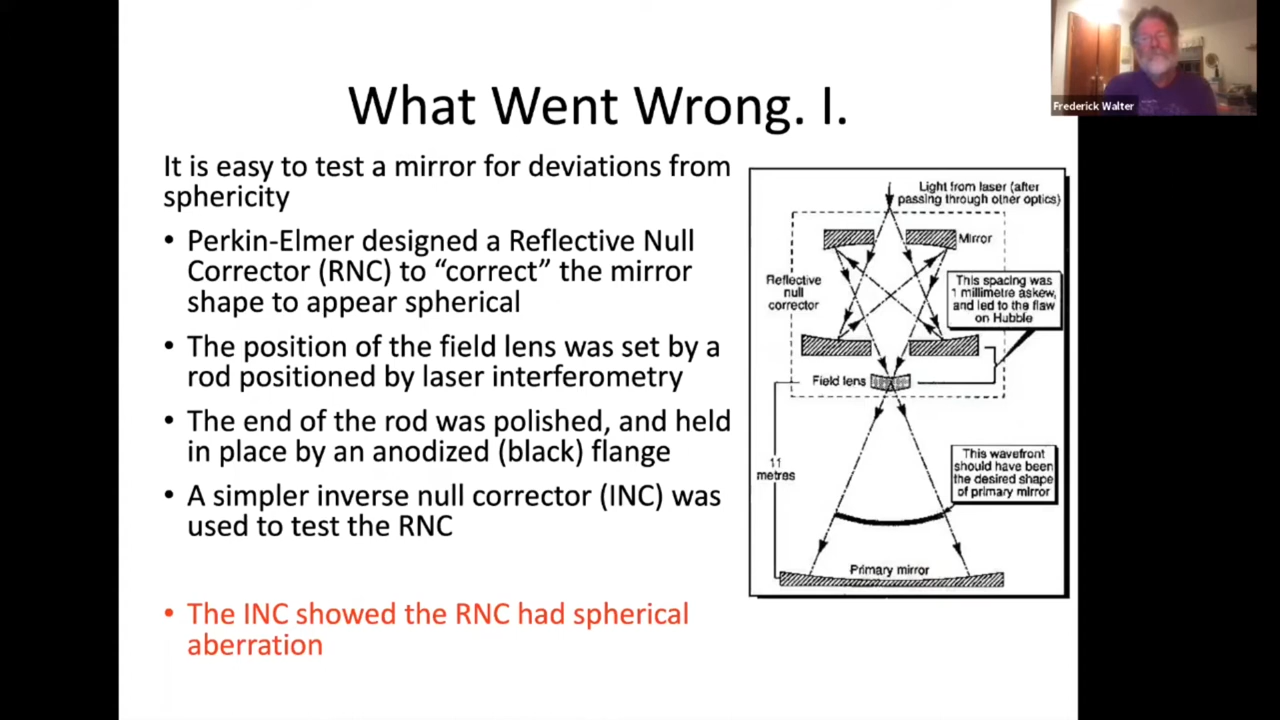 Frederick Walter
What Went Wrong. I.
It is easy to test a mirror for deviations from
sphericity
• Perkin-Elmer designed a Reflective Null
Corrector (RNC) to “correct” the mirror
shape to appear spherical
• The position of the field lens was set by a
rod positioned by laser interferometry
• The end of the rod was polished, and held
in place by an anodized (black) flange
• A simpler inverse null corrector (INC) was
used to test the RNC
• The INC showed the RNC had spherical
aberration
Light from laser (after
passing through other optics)
Mirror
Reflective
null
corrector
This spacing was
1 millimetre askew,
and led to the flaw
on Hubble
Field lens
11
metres
This wavefront
should have been
the desired shape
of primary mirror
Primary mirror